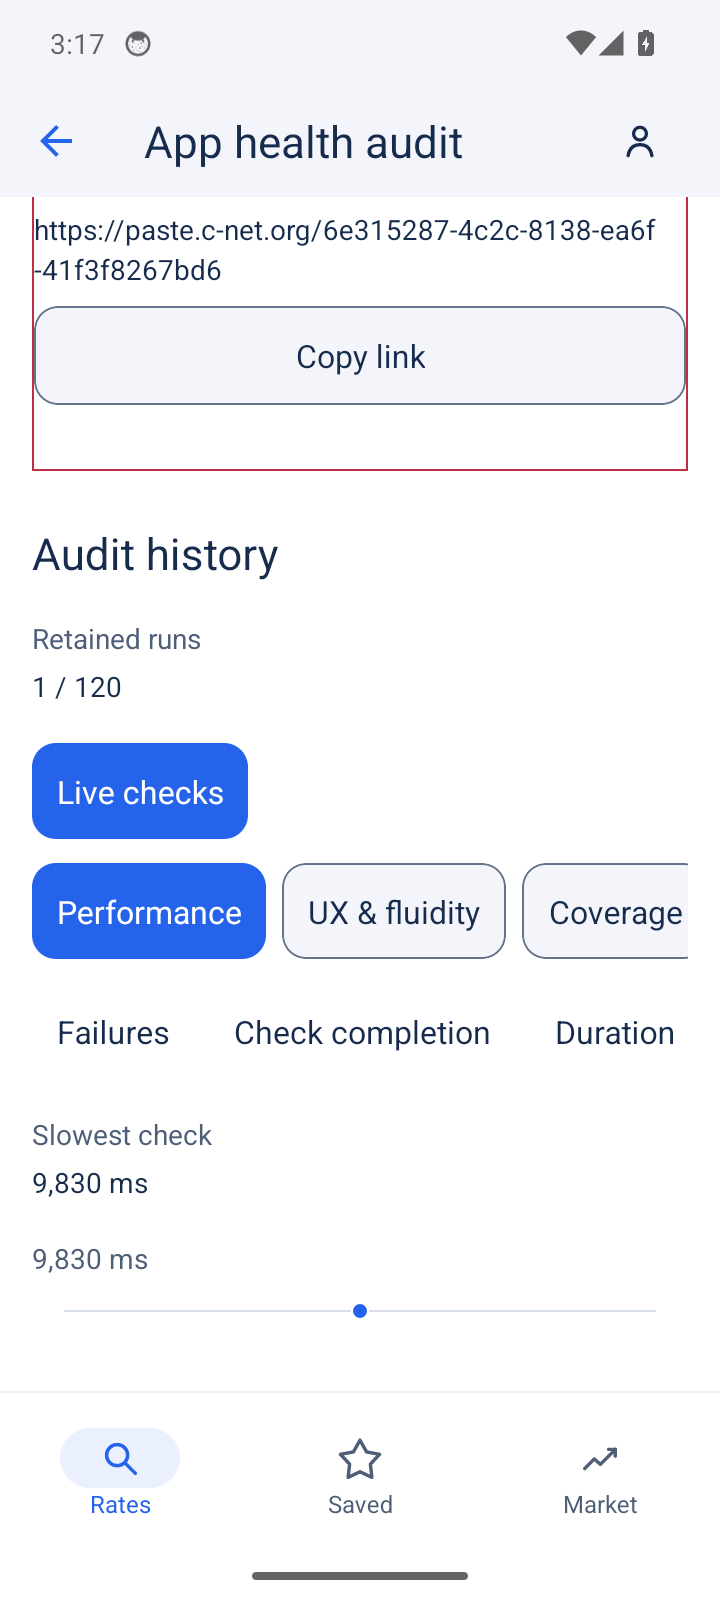 3:17
App health audit
https://paste.c-net.org/6e315287-4c2c-8138-ea6f
-41f3f8267bd6
Copy link
Audit history
Retained runs
1 / 120
Live checks
Performance
UX & fluidity
Coverage
Failures
Check completion
Duration
Slowest check
9,830 ms
9,830 ms
Rates
Saved
Market